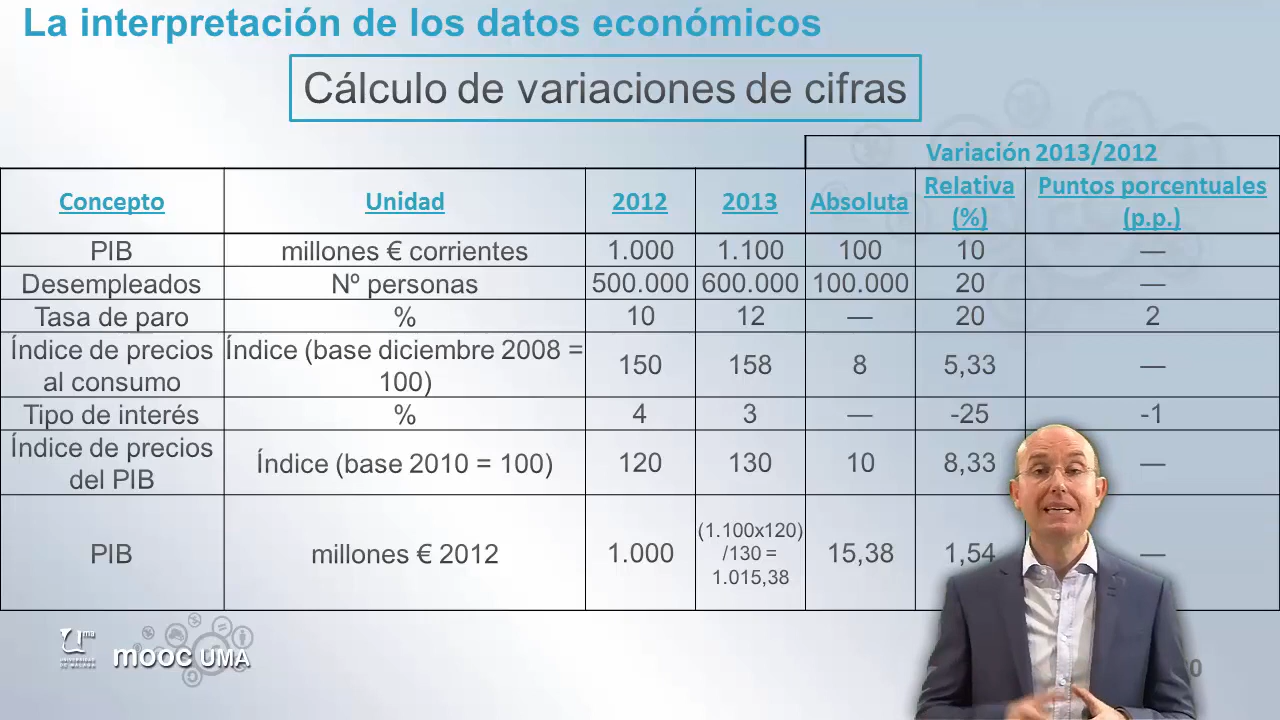 La interpretación de los datos económicos
Cálculo de variaciones de cifras
Variación 2013/2012
Concepto Unidad 2012 2013 Absoluta Relativa (%) Puntos porcentuales (p.p.)
PIB millones € corrientes 1.000 1.100 100 10 —
Desempleados Nº personas 500.000 600.000 100.000 20 —
Tasa de paro % 10 12 — 20 2
Índice de precios al consumo Índice (base diciembre 2008 = 100) 150 158 8 5,33 —
Tipo de interés % 4 3 — -25 -1
Índice de precios del PIB Índice (base 2010 = 100) 120 130 10 8,33 —
PIB millones € 2012 1.000 (1.100x120) /130 = 1.015,38 15,38 1,54 —
uma
mooc UMA